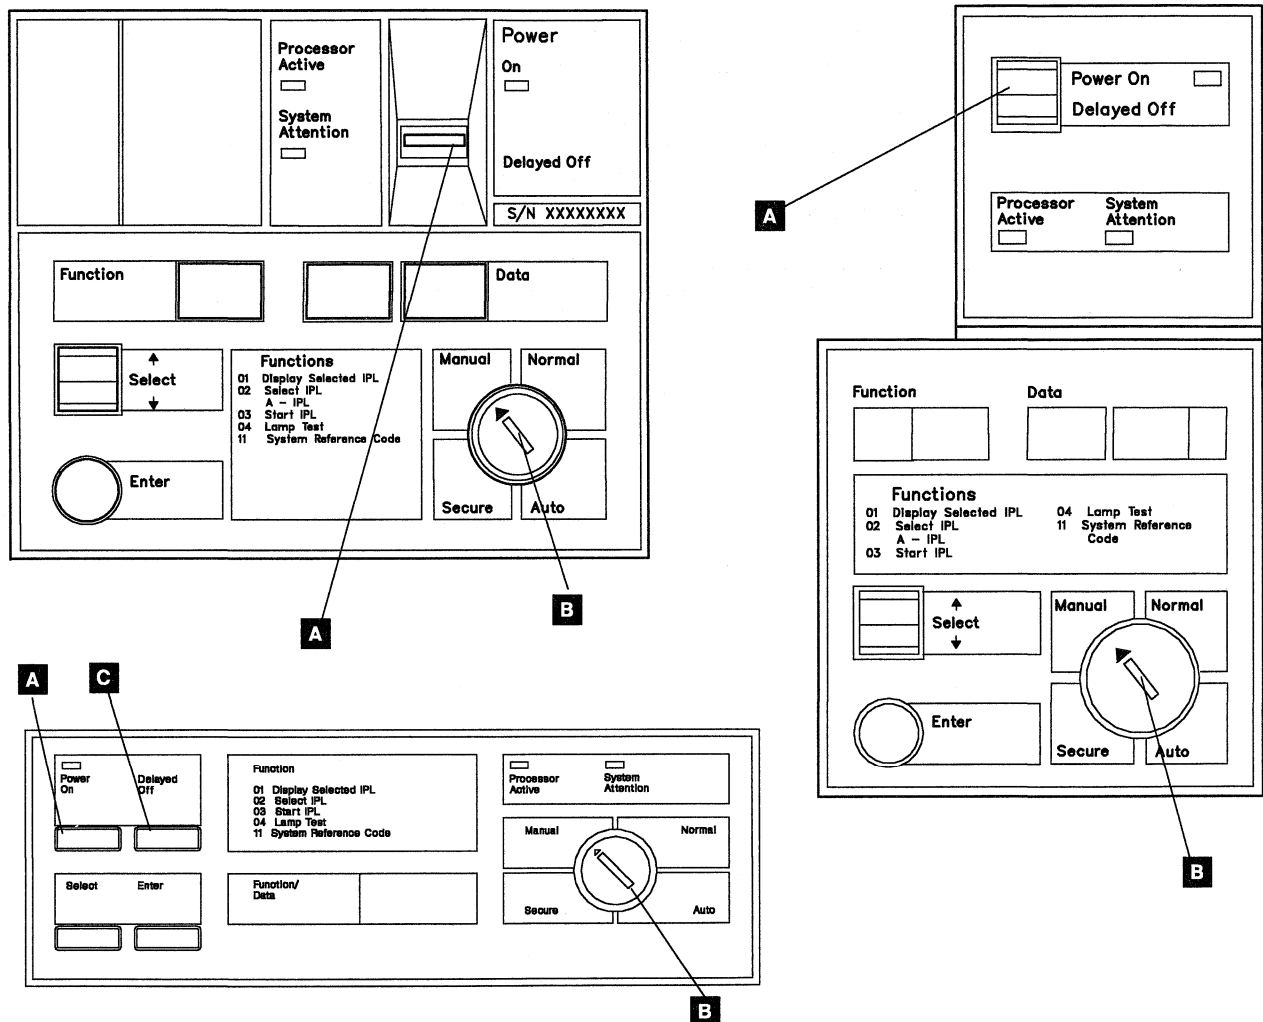 Processor
Active
System
Attention
Power
On
Delayed Off
S/N XXXXXXXX
Function
Data
Select
Enter
Functions
01 Display Selected IPL
02 Select IPL
A - IPL
03 Start IPL
04 Lamp Test
11 System Reference Code
Manual
Normal
Secure
Auto
A
B
Power On
Delayed Off
Processor
Active
System
Attention
A
Function
Data
Functions
01 Display Selected IPL
02 Select IPL
A - IPL
03 Start IPL
04 Lamp Test
11 System Reference
Code
Select
Enter
Manual
Normal
Secure
Auto
B
A
C
Power
On
Delayed
Off
Select
Enter
Function
01 Display Selected IPL
02 Select IPL
03 Start IPL
04 Lamp Test
11 System Reference Code
Function/
Data
Processor
Active
System
Attention
Manual
Normal
Secure
Auto
B